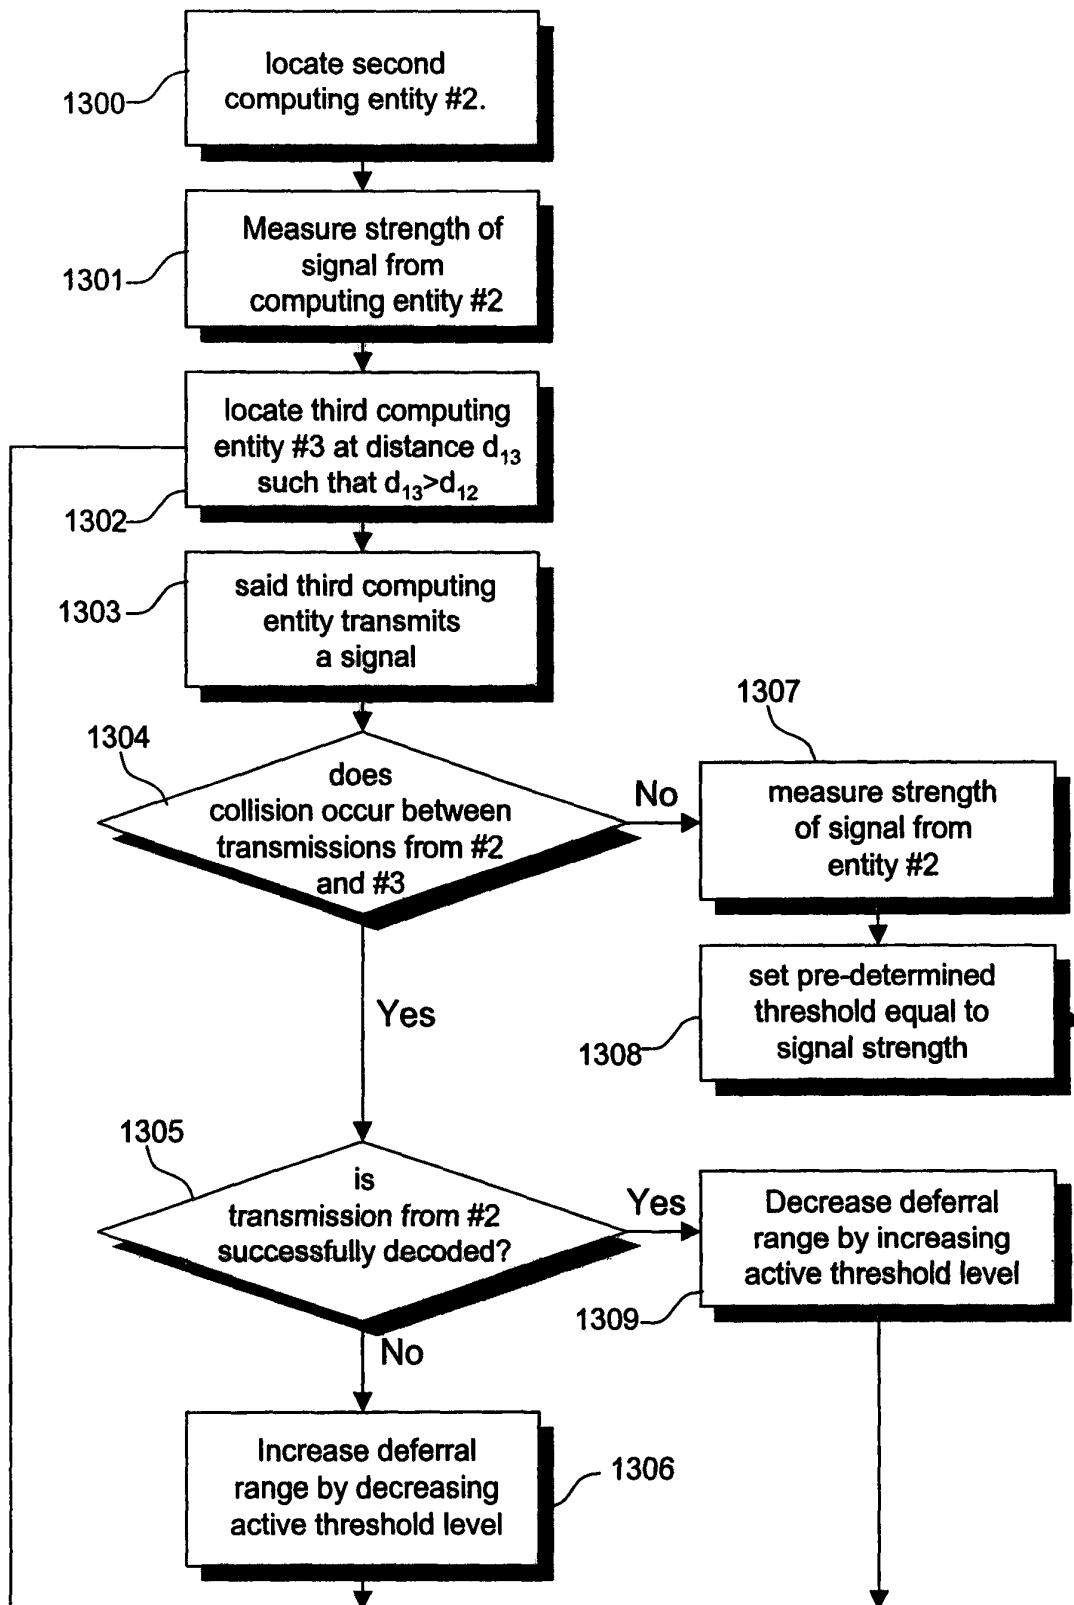 locate second
computing entity #2.
1300
Measure strength of
signal from
computing entity #2
1301
locate third computing
entity #3 at distance d13
such that d13>d12
1302
said third computing
entity transmits
a signal
1303
1304
does
collision occur between
transmissions from #2
and #3
No
1307
measure strength
of signal from
entity #2
set pre-determined
threshold equal to
signal strength
1308
Yes
1305
is
transmission from #2
successfully decoded?
Yes
Decrease deferral
range by increasing
active threshold level
1309
No
Increase deferral
range by decreasing
active threshold level
1306